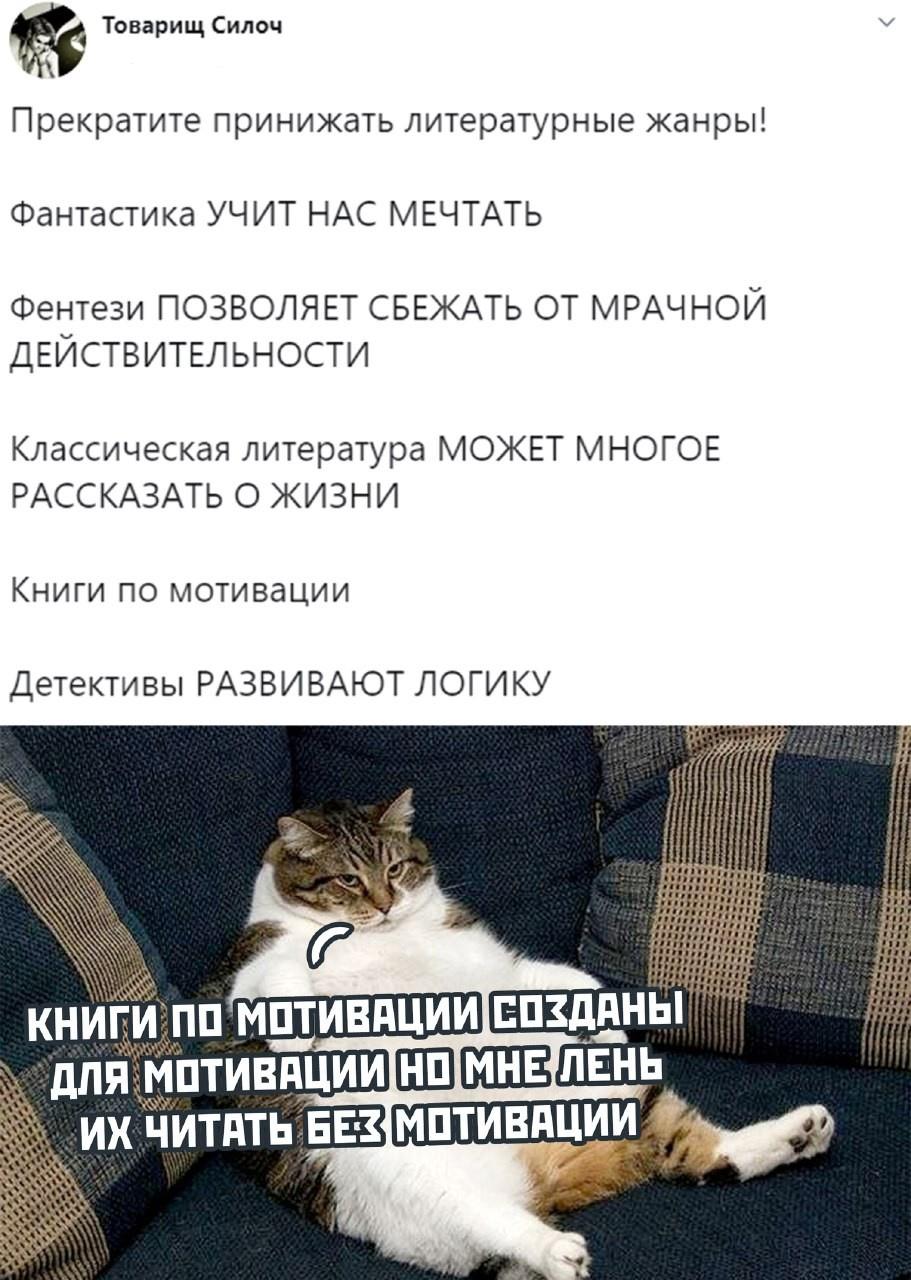 Товарищ Силоч
Прекратите принижать литературные жанры!
Фантастика УЧИТ НАС МЕЧТАТЬ
Фентези ПОЗВОЛЯЕТ СБЕЖАТЬ ОТ МРАЧНОЙ
ДЕЙСТВИТЕЛЬНОСТИ
Классическая литература МОЖЕТ МНОГОЕ
РАССКАЗАТЬ О ЖИЗНИ
Книги по мотивации
Детективы РАЗВИВАЮТ ЛОГИКУ
КНИГИ ПО МОТИВАЦИИ СОЗДАНЫ
ДЛЯ МОТИВАЦИИ НО МНЕ ЛЕНЬ
ИХ ЧИТАТЬ БЕЗ МОТИВАЦИИ